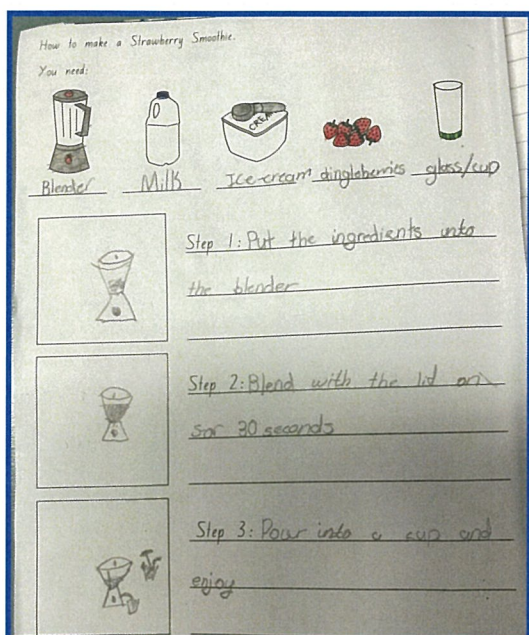 How to make a Strawberry Smoothie.
You need:
CREAM
Blender Milk Ice-cream dingleberries glass/cup
Step 1: Put the ingredients into
the blender
Step 2: Blend with the lid on
for 30 seconds
Step 3: Pour into a cup and
enjoy